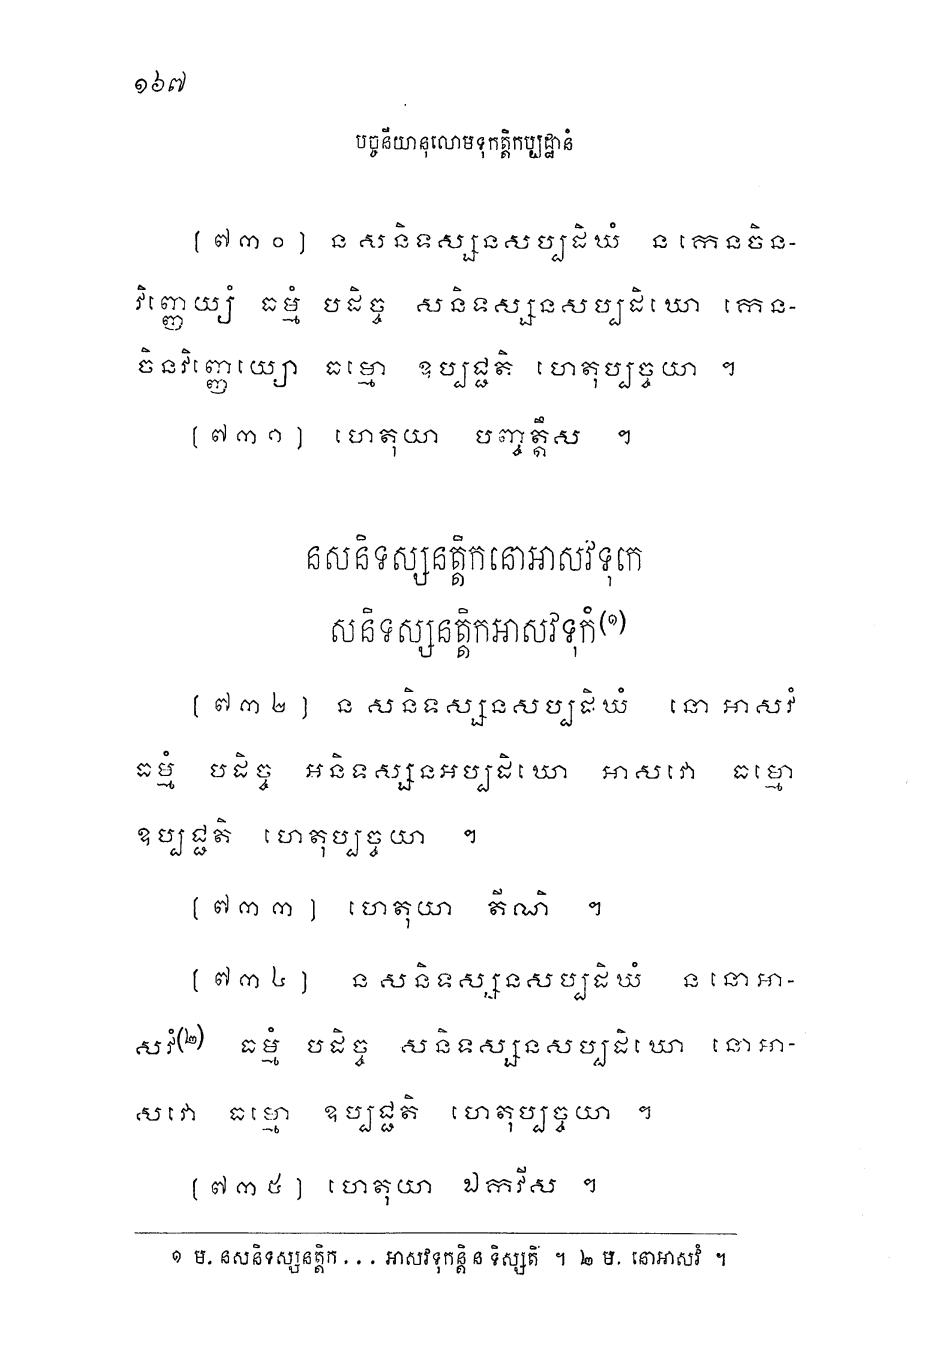 ១៦៧
បច្ចនីយានុលោមទុកត្តិកប្បដ្ឋានំ
[៧៣០] ន សនិទស្សនសប្បដិឃំ ន កេនចិន-
វិញ្ញេយ្យំ ធម្មំ បដិច្ច សនិទស្សនសប្បដិឃោ កេន-
ចិនវិញ្ញេយ្យោ ធម្មោ ឧប្បជ្ជតិ ហេតុប្បច្ចយា ។
[៧៣១] ហេតុយា បញ្ចត្តឹស ។
នសនិទស្សនត្តិកនោអាសវទុកេ
សនិទស្សនត្តិកអាសវទុកំ(១)
[៧៣២] ន សនិទស្សនសប្បដិឃំ នោ អាសវំ
ធម្មំ បដិច្ច អនិទស្សនអប្បដិឃោ អាសវោ ធម្មោ
ឧប្បជ្ជតិ ហេតុប្បច្ចយា ។
[៧៣៣] ហេតុយា តីណិ ។
[៧៣៤] ន សនិទស្សនសប្បដិឃំ ន នោអា-
សវំ(២) ធម្មំ បដិច្ច សនិទស្សនសប្បដិឃោ នោអា-
សវោ ធម្មោ ឧប្បជ្ជតិ ហេតុប្បច្ចយា ។
[៧៣៥] ហេតុយា ឯកវីស ។
១ ម. នសនិទស្សនត្តិក... អាសវទុកន្តិ ន ទិស្សតិ ។ ២ ម. នោអាសវំ ។